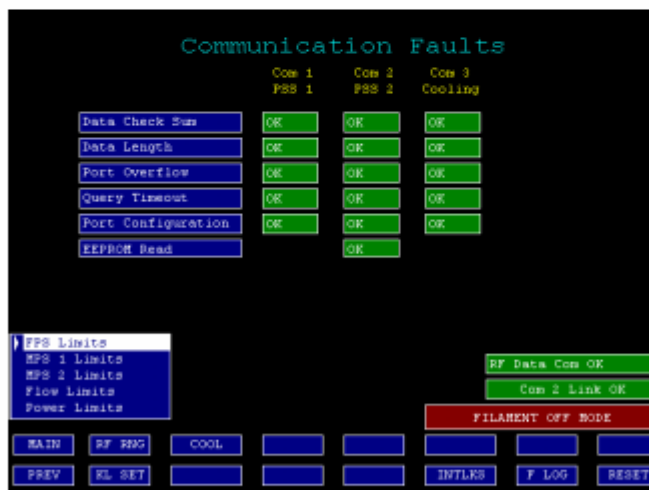 Communication Faults
Com 1 Com 2 Com 3
PSS 1 PSS 2 Cooling
Data Check Sum OK OK OK
Data Length OK OK OK
Port Overflow OK OK OK
Query Timeout OK OK OK
Port Configuration OK OK OK
EEPROM Read OK
FPS Limits
MPS 1 Limits
MPS 2 Limits
Flow Limits
Power Limits
RF Data Com OK
Com 2 Link OK
FILAMENT OFF MODE
MAIN RF RNG COOL
PREV KL SET INTLKS F LOG RESET